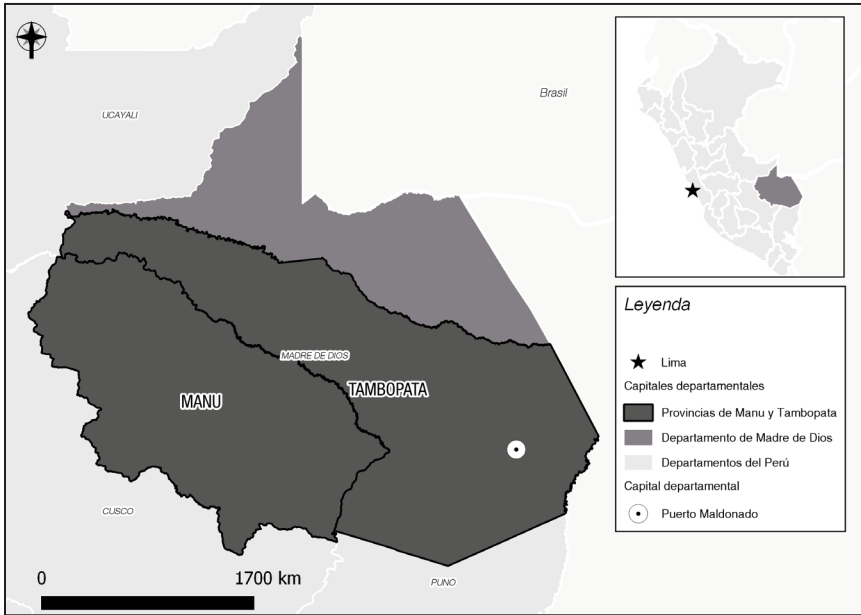 UCAYALI
Brasil
MADRE DE DIOS
MANU
TAMBOPATA
CUSCO
PUNO
0 1700 km
Leyenda
Lima
Capitales departamentales
Provincias de Manu y Tambopata
Departamento de Madre de Dios
Departamentos del Perú
Capital departamental
Puerto Maldonado